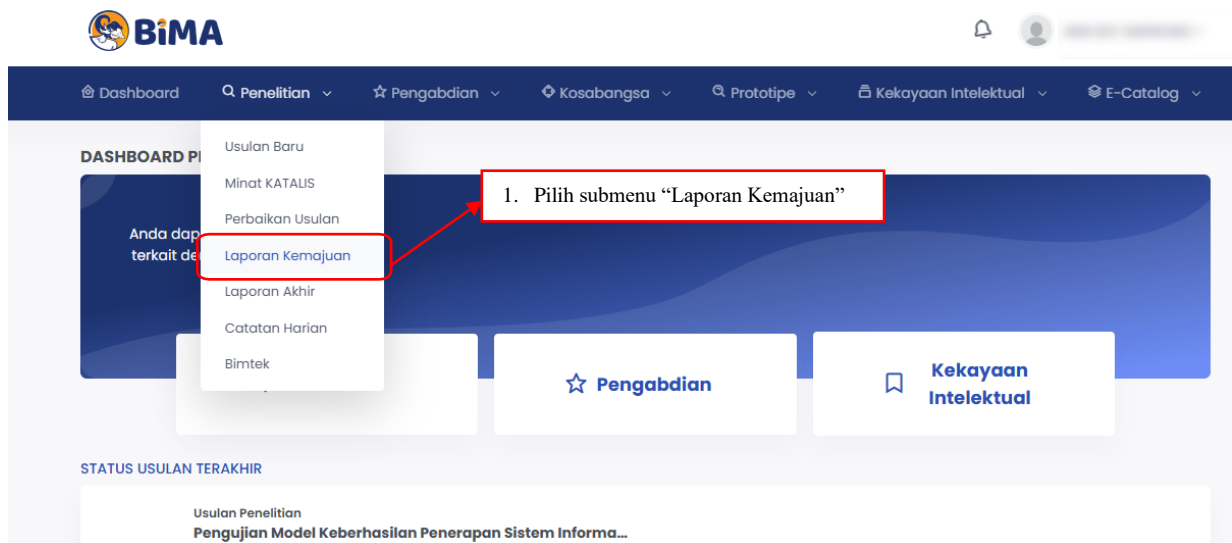 BiMA
Dashboard Penelitian Pengabdian Kosabangsa Prototipe Kekayaan Intelektual E-Catalog
Usulan Baru
DASHBOARD
Minat KATALIS
1. Pilih submenu “Laporan Kemajuan”
Perbaikan Usulan
Anda
terkait
Laporan Kemajuan
Laporan Akhir
Catatan Harian
Bimtek
Pengabdian
Kekayaan
Intelektual
STATUS USULAN TERAKHIR
Usulan Penelitian
Pengujian Model Keberhasilan Penerapan Sistem Informa...